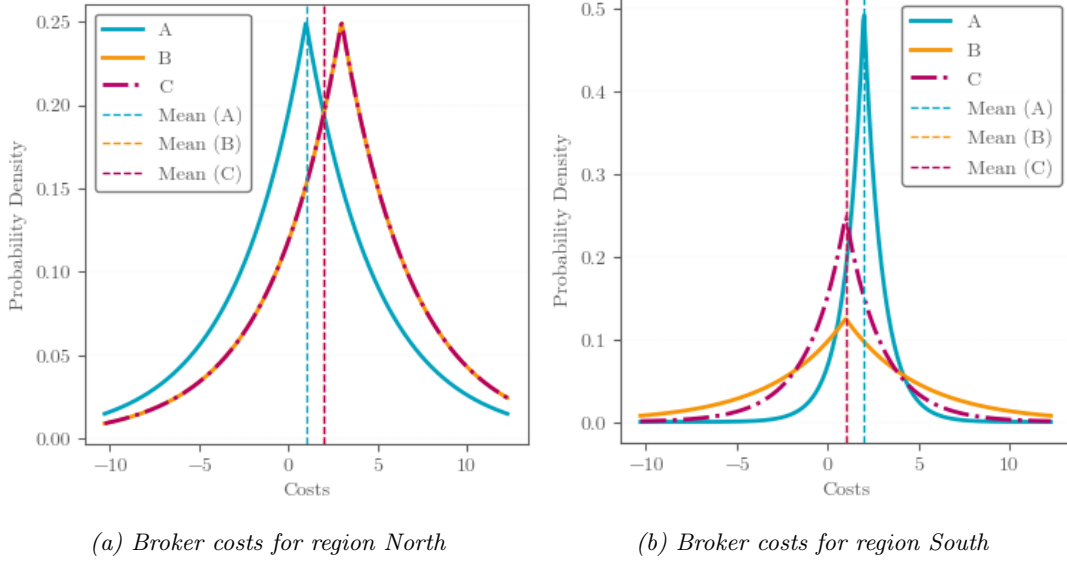 A
B
C
Mean (A)
Mean (B)
Mean (C)
Probability Density
0.25
0.20
0.15
0.10
0.05
0.00
−10
−5
0
5
10
Costs
(a) Broker costs for region North
A
B
C
Mean (A)
Mean (B)
Mean (C)
Probability Density
0.5
0.4
0.3
0.2
0.1
0.0
−10
−5
0
5
10
Costs
(b) Broker costs for region South